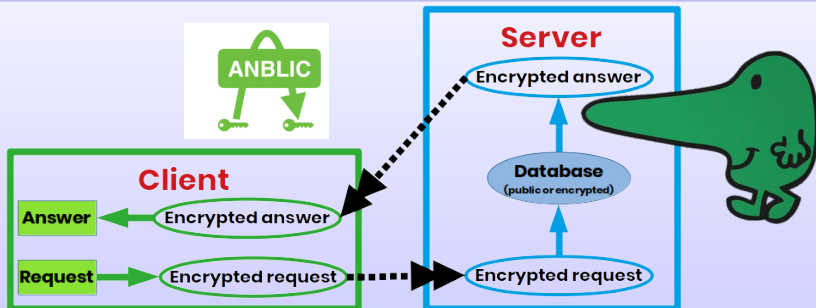 Server
Encrypted answer
ANBLIC
Database
(public or encrypted)
Client
Answer
Encrypted answer
Request
Encrypted request
Encrypted request